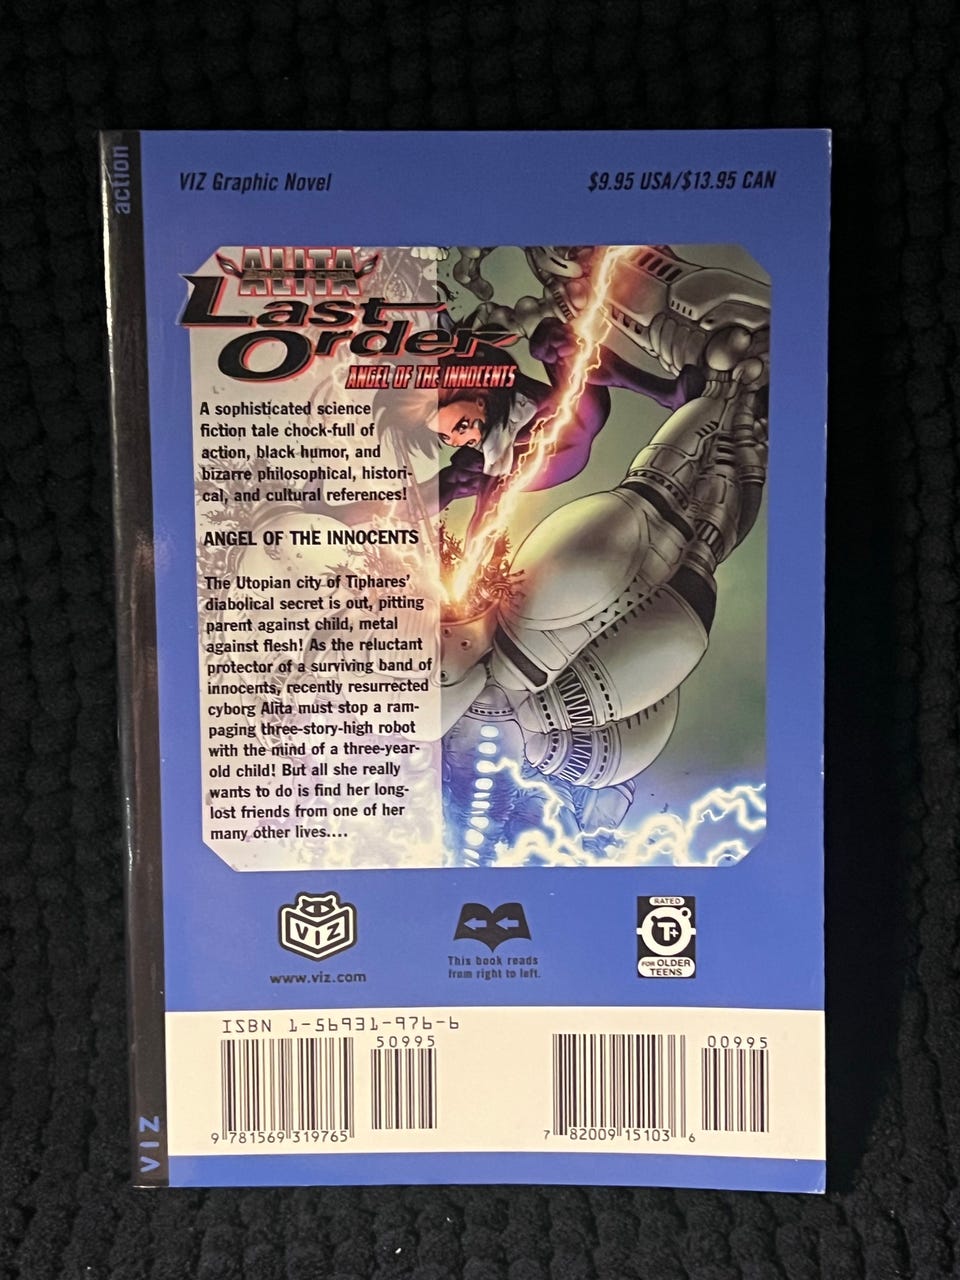 action
VIZ Graphic Novel
$9.95 USA/$13.95 CAN
ALITA
Last
Order
ANGEL OF THE INNOCENTS
A sophisticated science
fiction tale chock-full of
action, black humor, and
bizarre philosophical, histori-
cal, and cultural references!
ANGEL OF THE INNOCENTS
The Utopian city of Tiphares'
diabolical secret is out, pitting
parent against child, metal
against flesh! As the reluctant
protector of a surviving band of
innocents, recently resurrected
cyborg Alita must stop a ram-
paging three-story-high robot
with the mind of a three-year-
old child! But all she really
wants to do is find her long-
lost friends from one of her
many other lives....
VIZ
www.viz.com
This book reads
from right to left.
RATED
T+
FOR OLDER
TEENS
ISBN 1-56931-976-6
50995
9 781569 319765
00995
7 82009 15103 6
VIZ